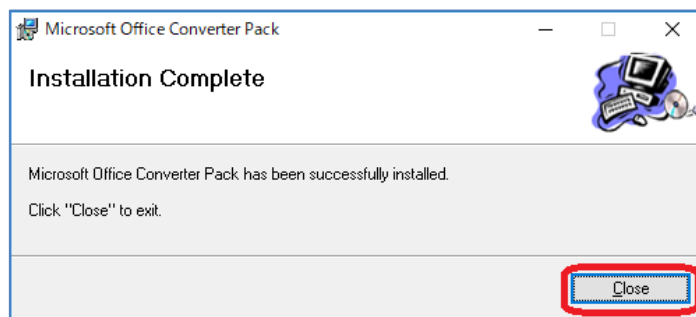 Microsoft Office Converter Pack
Installation Complete
Microsoft Office Converter Pack has been successfully installed.
Click "Close" to exit.
Close